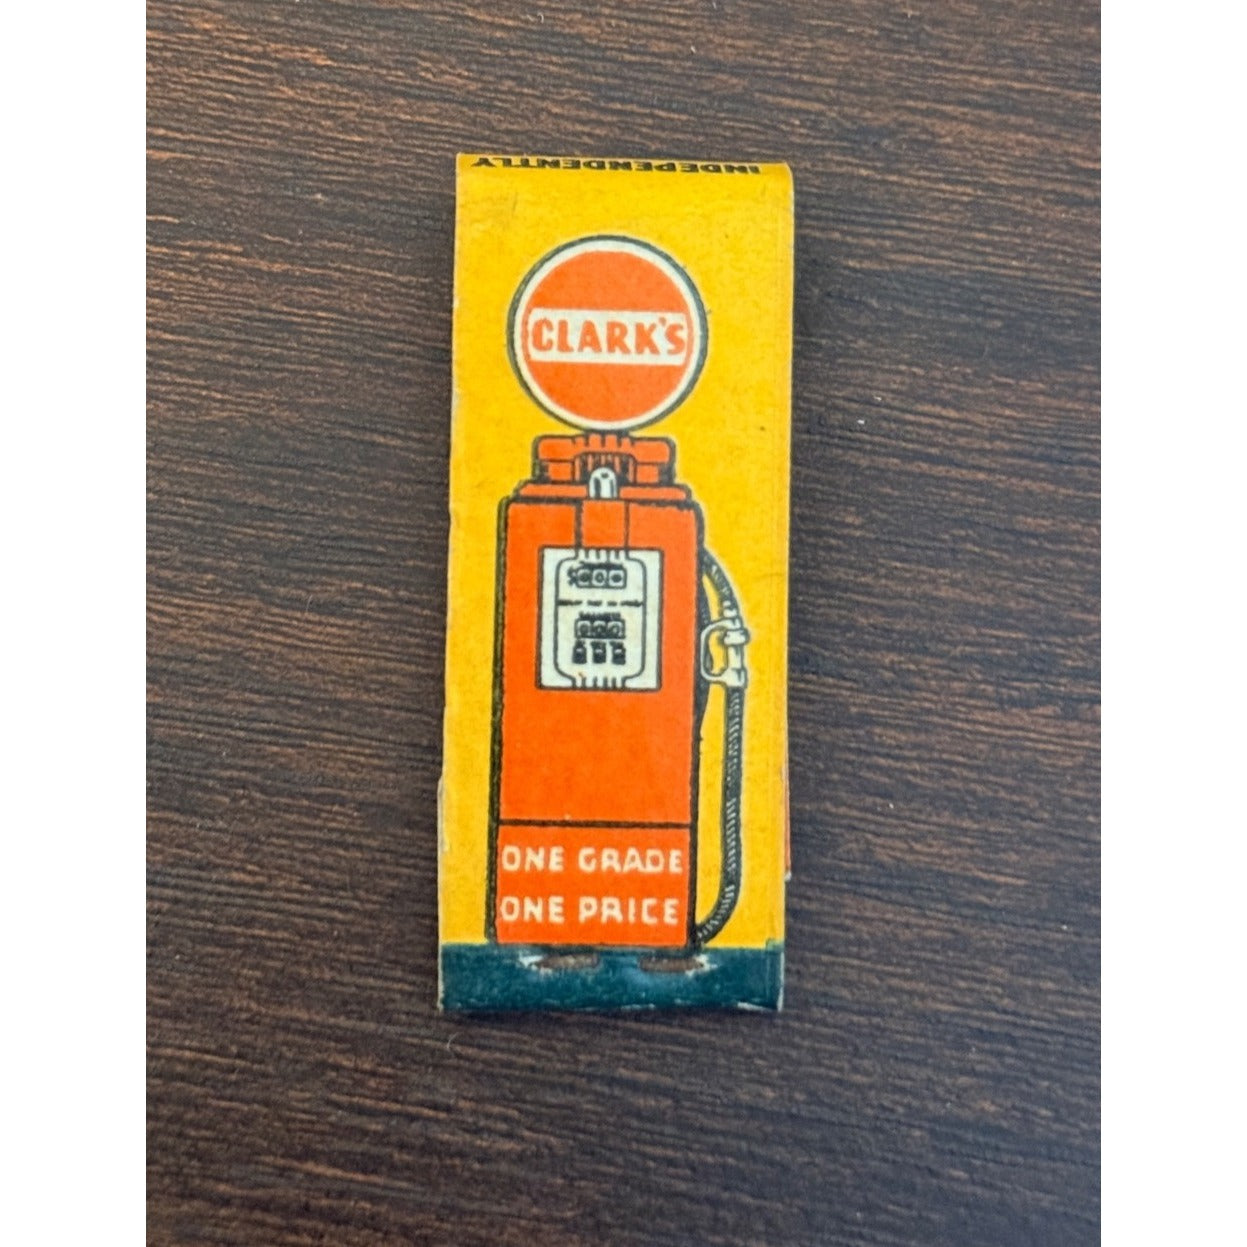 INDEPENDENTLY
CLARK'S
$
ONE GRADE
ONE PRICE